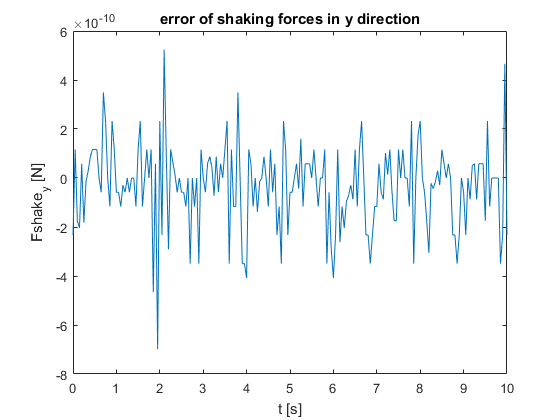 error of shaking forces in y direction
×10-10
6
4
2
0
-2
-4
-6
-8
Fshakey [N]
0 1 2 3 4 5 6 7 8 9 10
t [s]